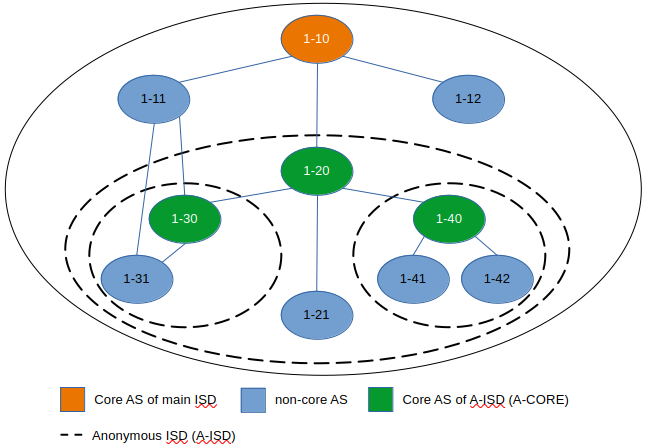 1-10
1-11
1-12
1-20
1-30
1-40
1-31
1-41
1-42
1-21
Core AS of main ISD
non-core AS
Core AS of A-ISD (A-CORE)
Anonymous ISD (A-ISD)